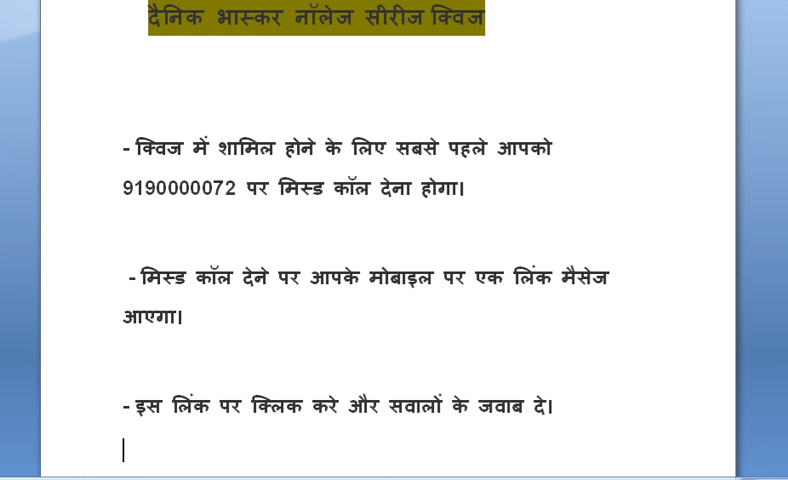 दैनिक भास्कर नॉलेज सीरीज क्विज
- क्विज में शामिल होने के लिए सबसे पहले आपको
9190000072 पर मिस्ड कॉल देना होगा।
- मिस्ड कॉल देने पर आपके मोबाइल पर एक लिंक मैसेज
आएगा।
- इस लिंक पर क्लिक करे और सवालों के जवाब दे।